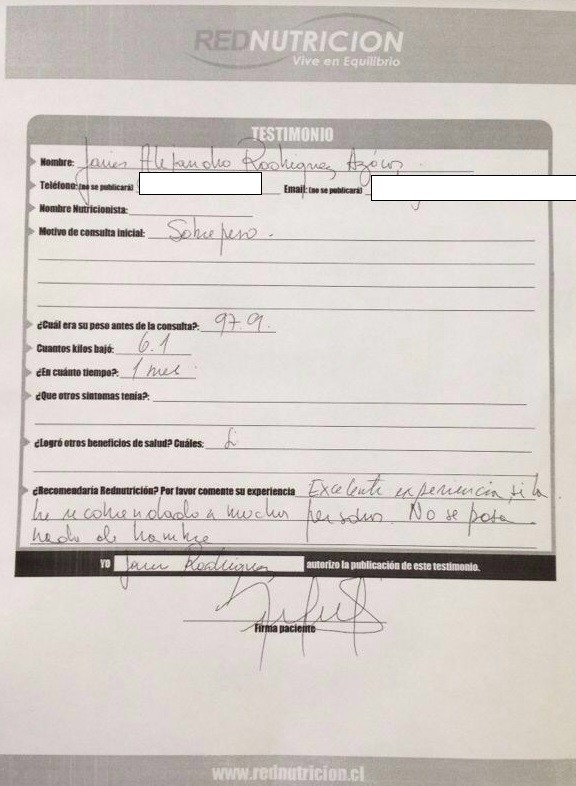 REDNUTRICION
Vive en Equilibrio
TESTIMONIO
Nombre: Alejandro Rodriguez
Teléfono: (no se publicará) Email: (no se publicará)
Nombre Nutricionista:
Motivo de consulta inicial: Sobrepeso.
¿Cuál era su peso antes de la consulta?: 97.9.
Cuantos kilos bajó: 6.1
¿En cuánto tiempo?: 1 mes
¿Que otros sintomas tenía?:
¿Logró otros beneficios de salud? Cuáles: Si
¿Recomendaría Rednutrición? Por favor comente su experiencia Excelente experiencia, si la
he recomendado a muchas personas. No se pasa
nada de hambre
YO Rodriguez autorizo la publicación de este testimonio.
Firma paciente
www.rednutricion.cl